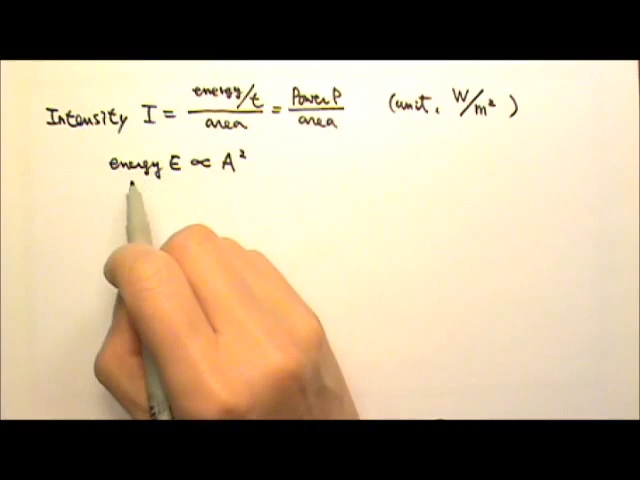 Intensity I = energy/t / area = Power P / area (unit, W/m²)
energy E ∝ A²